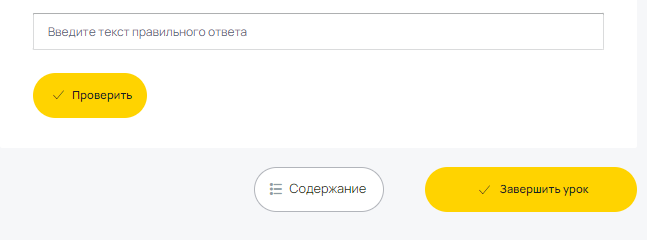 Введите текст правильного ответа
Проверить
Содержание
Завершить урок